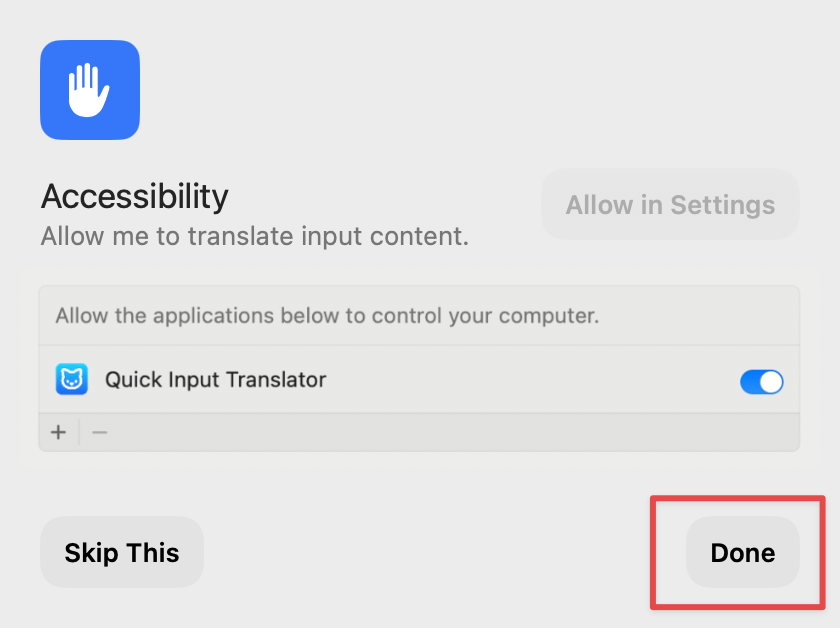 Accessibility
Allow me to translate input content.
Allow in Settings
Allow the applications below to control your computer.
Quick Input Translator
+ −
Skip This
Done